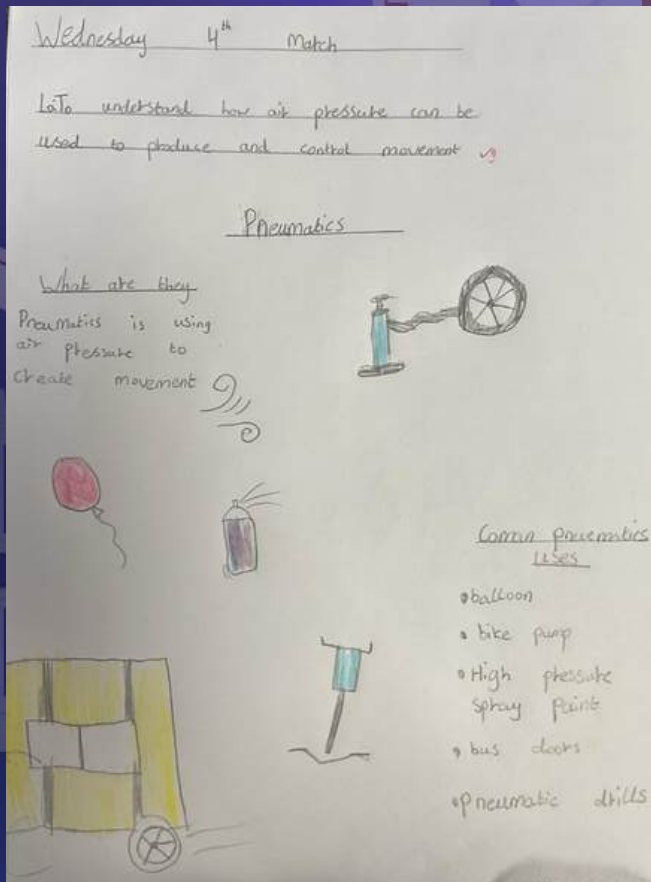 Wednesday 4th March
L.o To understand how air pressure can be
used to produce and control movement
Pneumatics
What are they
Pneumatics is using
air pressure to
create movement
Comon pnuematics
uses
• balloon
• bike pump
• High pressure
spray paint
• bus doors
• Pneumatic drills